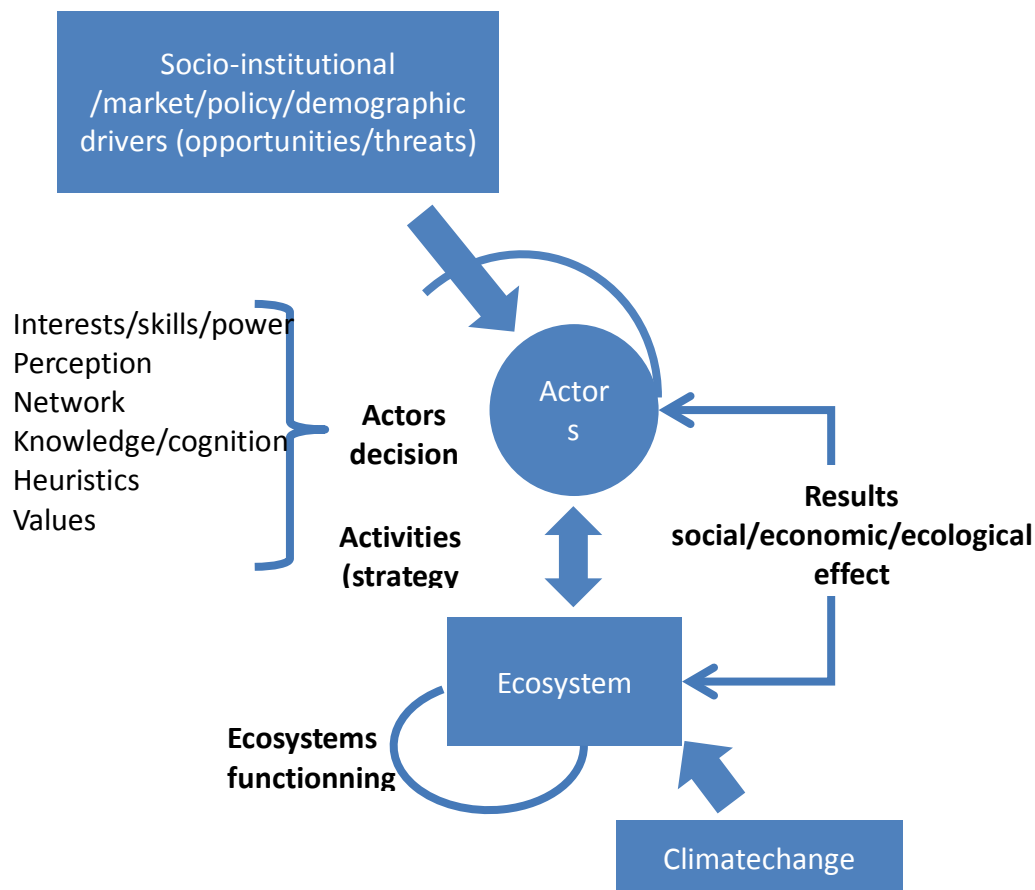 Socio-institutional
/market/policy/demographic
drivers (opportunities/threats)
Interests/skills/power
Perception
Network
Knowledge/cognition
Heuristics
Values
Actors
decision
Actor
s
Activities
(strategy
Results
social/economic/ecological
effect
Ecosystem
Ecosystems
functionning
Climatechange